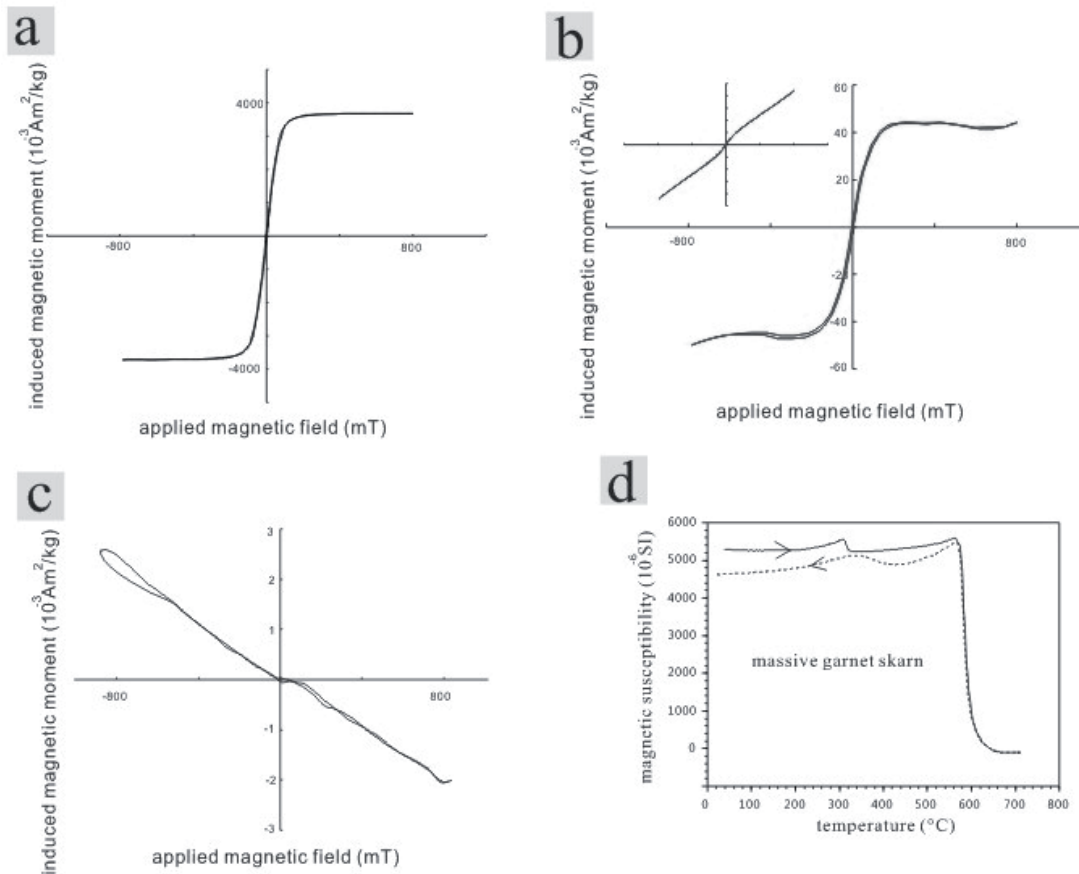 a
induced magnetic moment (10⁻³Am²/kg)
4000
-800
800
-4000
applied magnetic field (mT)
b
induced magnetic moment (10⁻³Am²/kg)
60
40
20
-800
800
-2
-40
-60
applied magnetic field (mT)
c
induced magnetic moment (10⁻³Am²/kg)
3
2
1
-800
800
-1
-2
-3
applied magnetic field (mT)
d
magnetic susceptibility (10⁻⁶SI)
6000
5000
4000
3000
2000
1000
0
massive garnet skarn
0 100 200 300 400 500 600 700 800
temperature (°C)